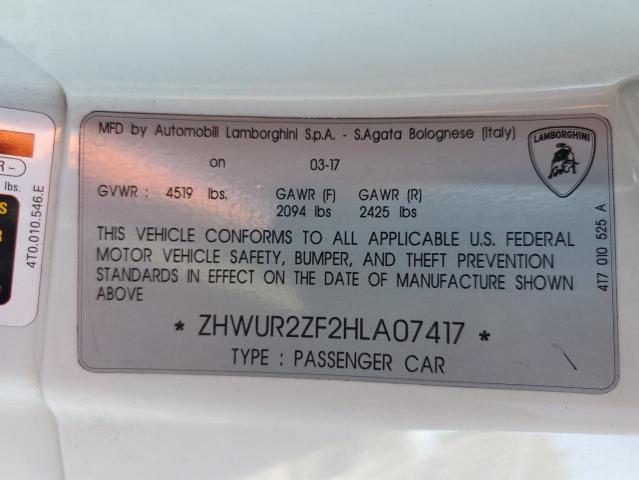 MFD by Automobili Lamborghini S.p.A. - S.Agata Bolognese (Italy)
on 03-17
GVWR : 4519 lbs. GAWR (F) GAWR (R)
2094 lbs 2425 lbs
THIS VEHICLE CONFORMS TO ALL APPLICABLE U.S. FEDERAL
MOTOR VEHICLE SAFETY, BUMPER, AND THEFT PREVENTION
STANDARDS IN EFFECT ON THE DATE OF MANUFACTURE SHOWN
ABOVE
* ZHWUR2ZF2HLA07417 *
TYPE : PASSENGER CAR
LAMBORGHINI
4T7 010 525 A
R –
lbs.
S
R
4T0.010.546.E